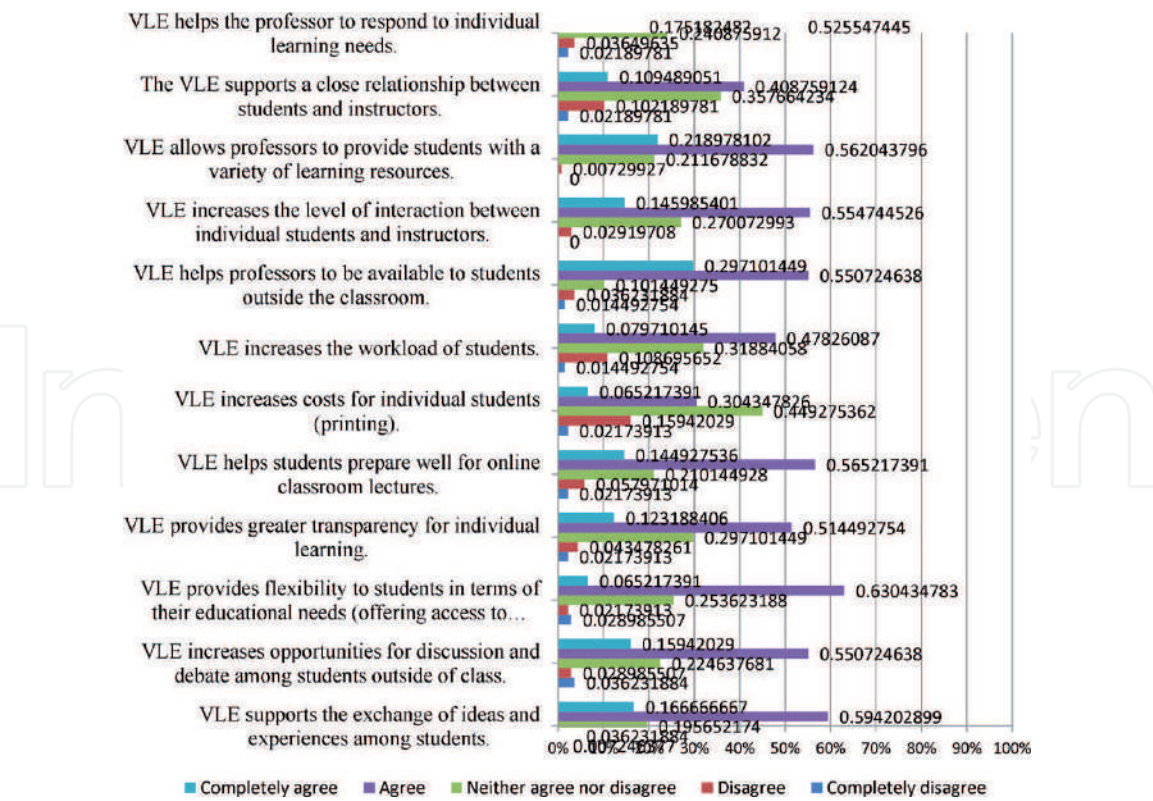 VLE helps the professor to respond to individual
learning needs.
0.175182482
0.525547445
0.240875912
0.03649635
0.02189781
The VLE supports a close relationship between
students and instructors.
0.109489051
0.408759124
0.357664234
0.102189781
0.02189781
VLE allows professors to provide students with a
variety of learning resources.
0.218978102
0.562043796
0.211678832
0.00729927
0
VLE increases the level of interaction between
individual students and instructors.
0.145985401
0.554744526
0.270072993
0.02919708
0
VLE helps professors to be available to students
outside the classroom.
0.297101449
0.550724638
0.101449275
0.036231884
0.014492754
VLE increases the workload of students.
0.079710145
0.47826087
0.31884058
0.108695652
0.014492754
VLE increases costs for individual students
(printing).
0.065217391
0.304347826
0.449275362
0.15942029
0.02173913
VLE helps students prepare well for online
classroom lectures.
0.144927536
0.565217391
0.210144928
0.057971014
0.02173913
VLE provides greater transparency for individual
learning.
0.123188406
0.514492754
0.297101449
0.043478261
0.02173913
VLE provides flexibility to students in terms of
their educational needs (offering access to…
0.065217391
0.630434783
0.253623188
0.02173913
0.028985507
VLE increases opportunities for discussion and
debate among students outside of class.
0.15942029
0.550724638
0.224637681
0.028985507
0.036231884
VLE supports the exchange of ideas and
experiences among students.
0.166666667
0.594202899
0.195652174
0.036231884
0.007246377
0% 10% 20% 30% 40% 50% 60% 70% 80% 90% 100%
Completely agree Agree Neither agree nor disagree Disagree Completely disagree